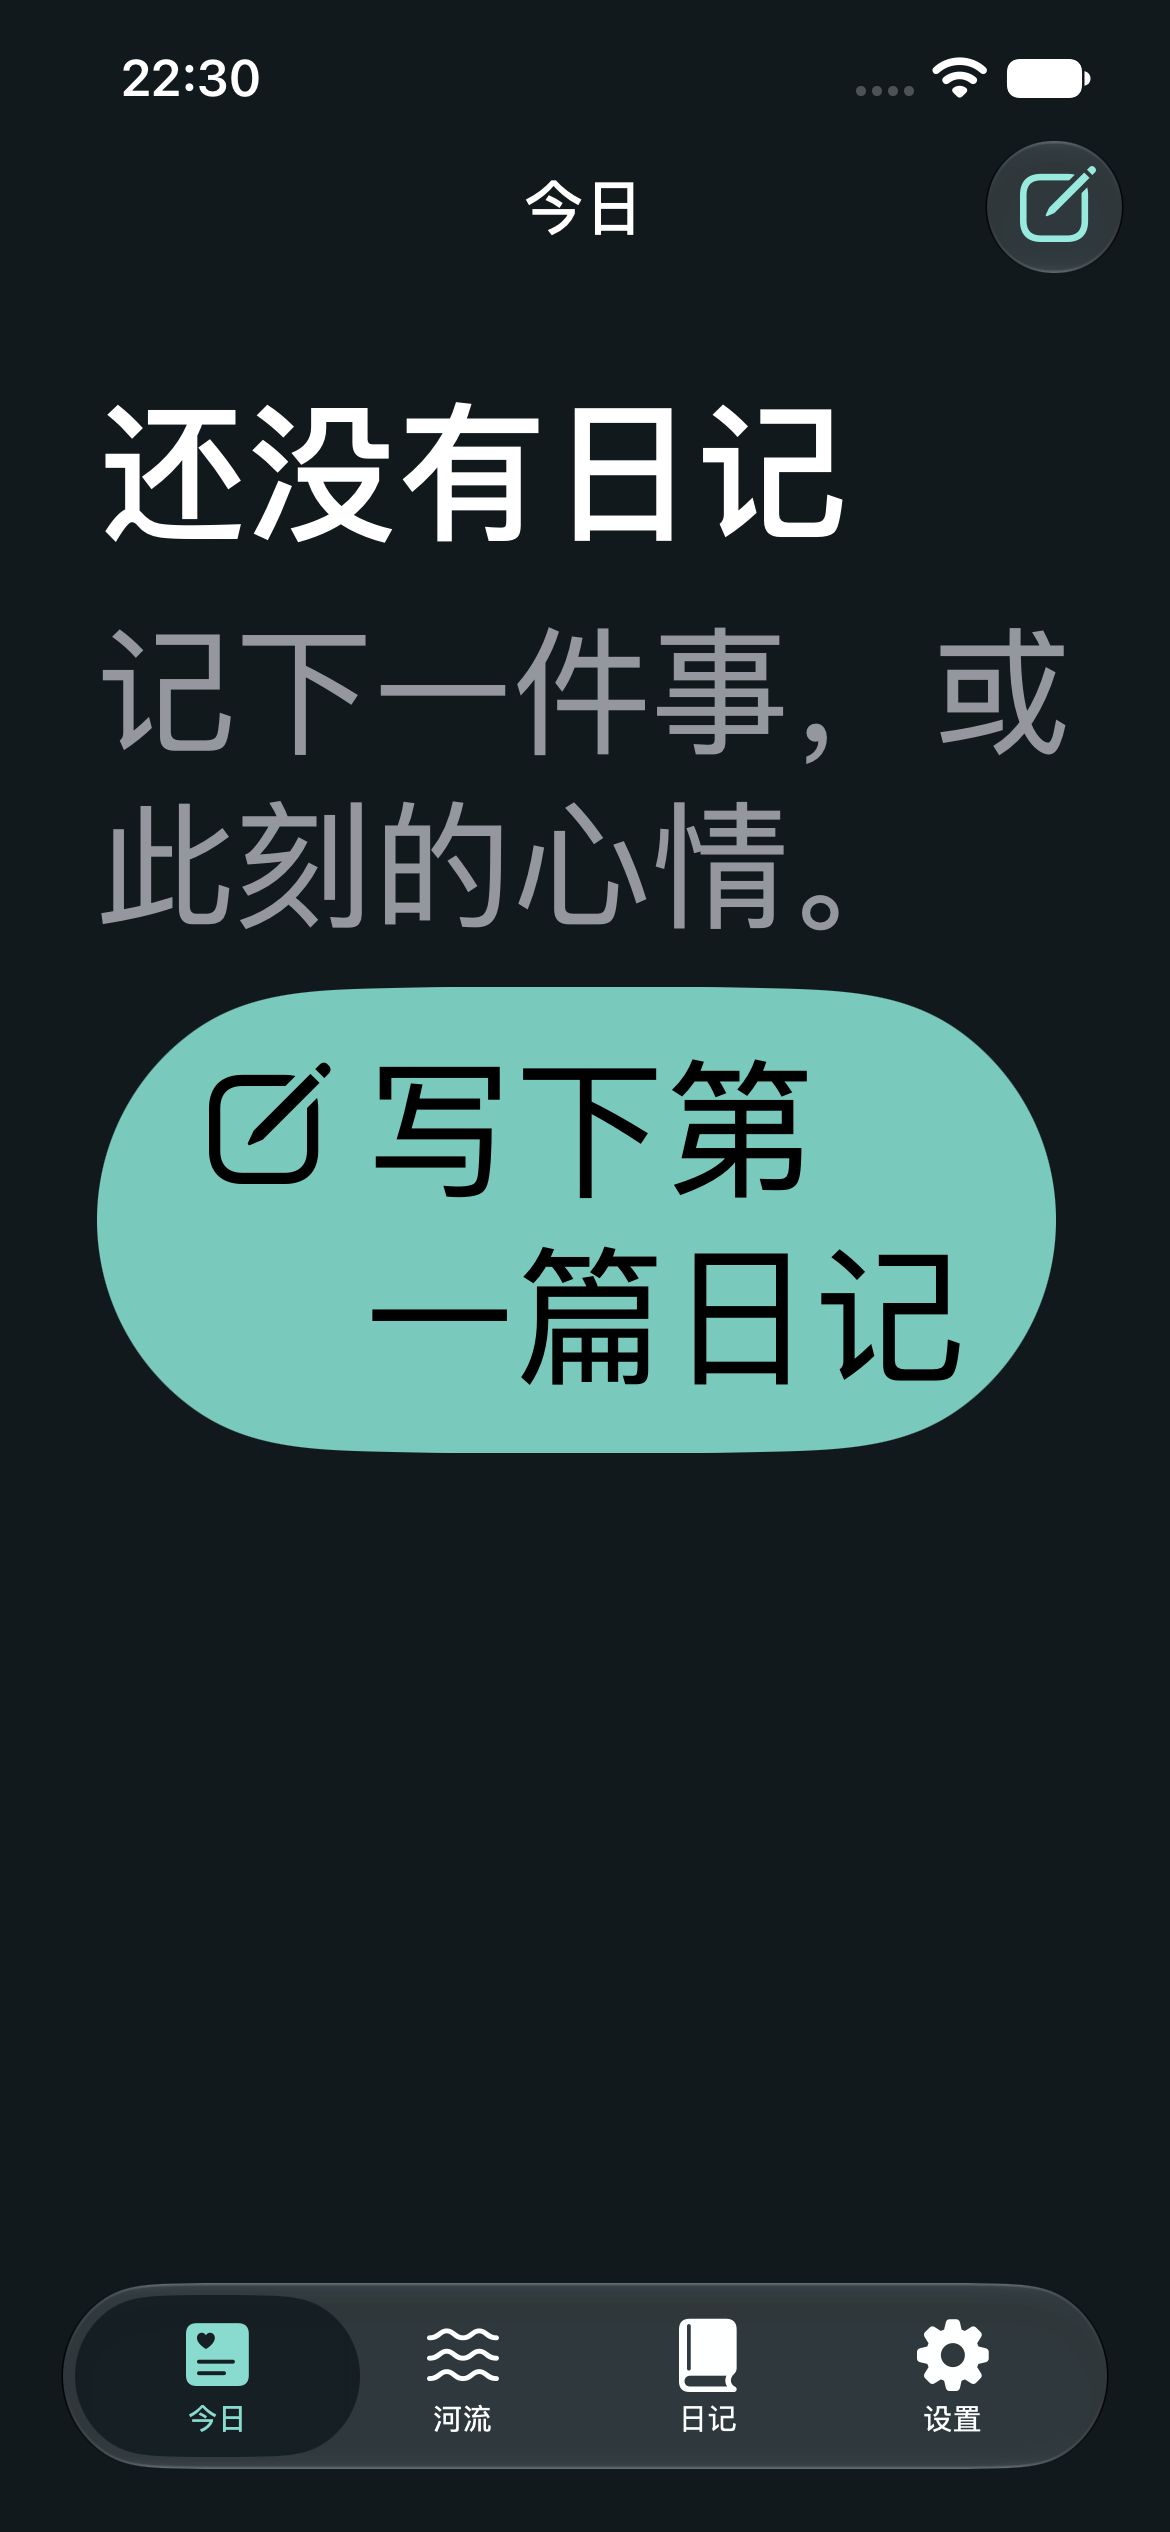 22:30
今日
还没有日记
记下一件事，或
此刻的心情。
写下第
一篇日记
今日
河流
日记
设置